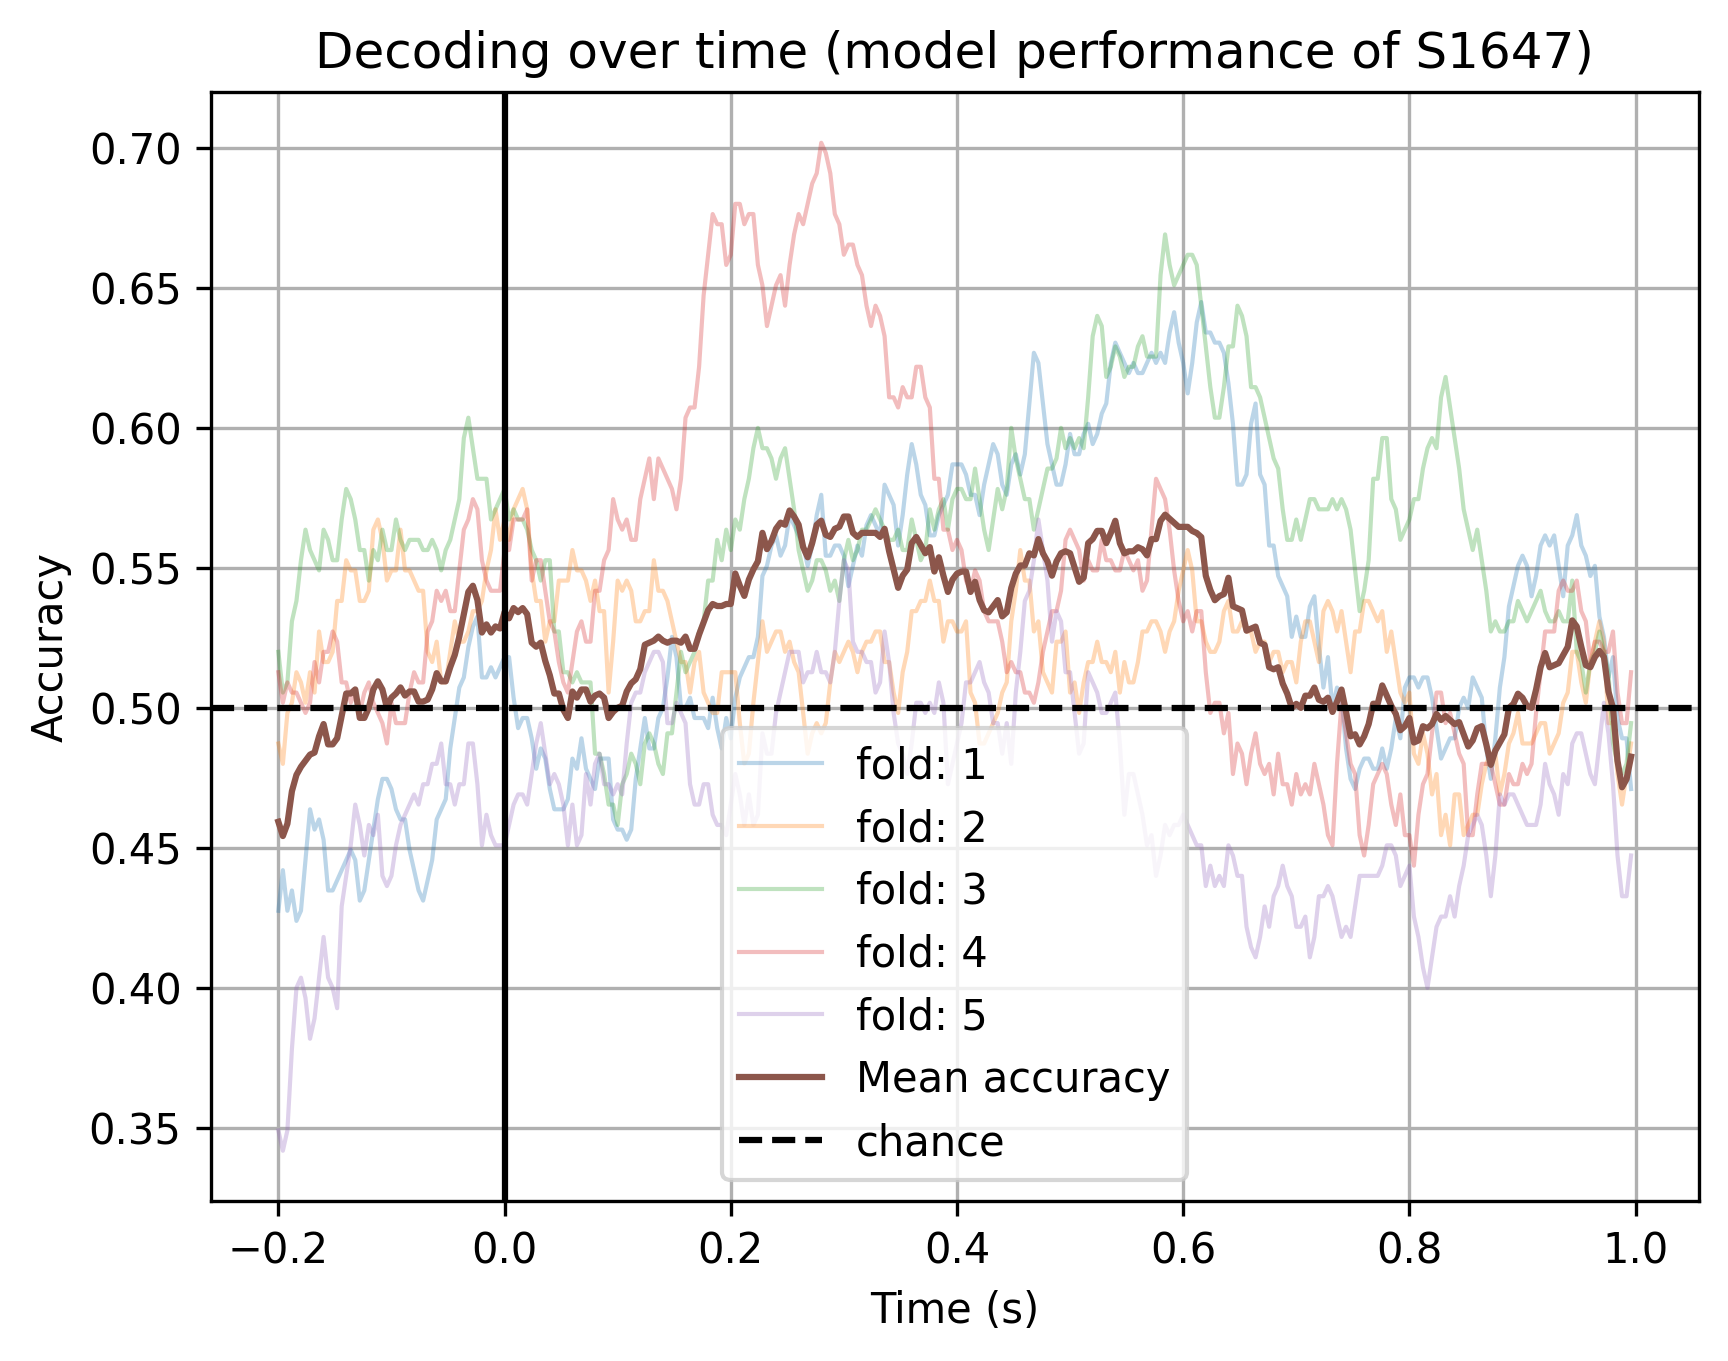 Decoding over time (model performance of S1647)
0.70
0.65
0.60
0.55
0.50
0.45
0.40
0.35
Accuracy
fold: 1
fold: 2
fold: 3
fold: 4
fold: 5
Mean accuracy
chance
−0.2 0.0 0.2 0.4 0.6 0.8 1.0
Time (s)